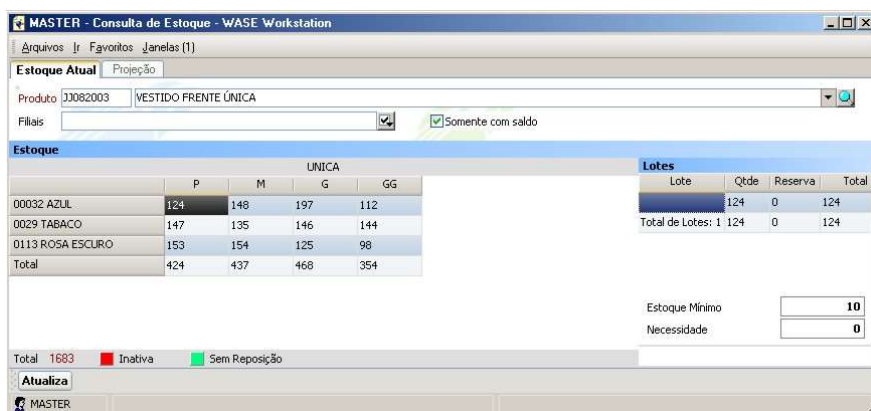 MASTER - Consulta de Estoque - WASE Workstation
Arquivos Ir Favoritos Janelas (1)
Estoque Atual Projeção
Produto JJ082003 VESTIDO FRENTE ÚNICA
Filiais Somente com saldo
Estoque
UNICA
P M G GG
00032 AZUL 124 148 197 112
0029 TABACO 147 135 146 144
0113 ROSA ESCURO 153 154 125 98
Total 424 437 468 354
Lotes
Lote Qtde Reserva Total
124 0 124
Total de Lotes: 1 124 0 124
Estoque Mínimo 10
Necessidade 0
Total 1683 Inativa Sem Reposição
Atualiza
MASTER